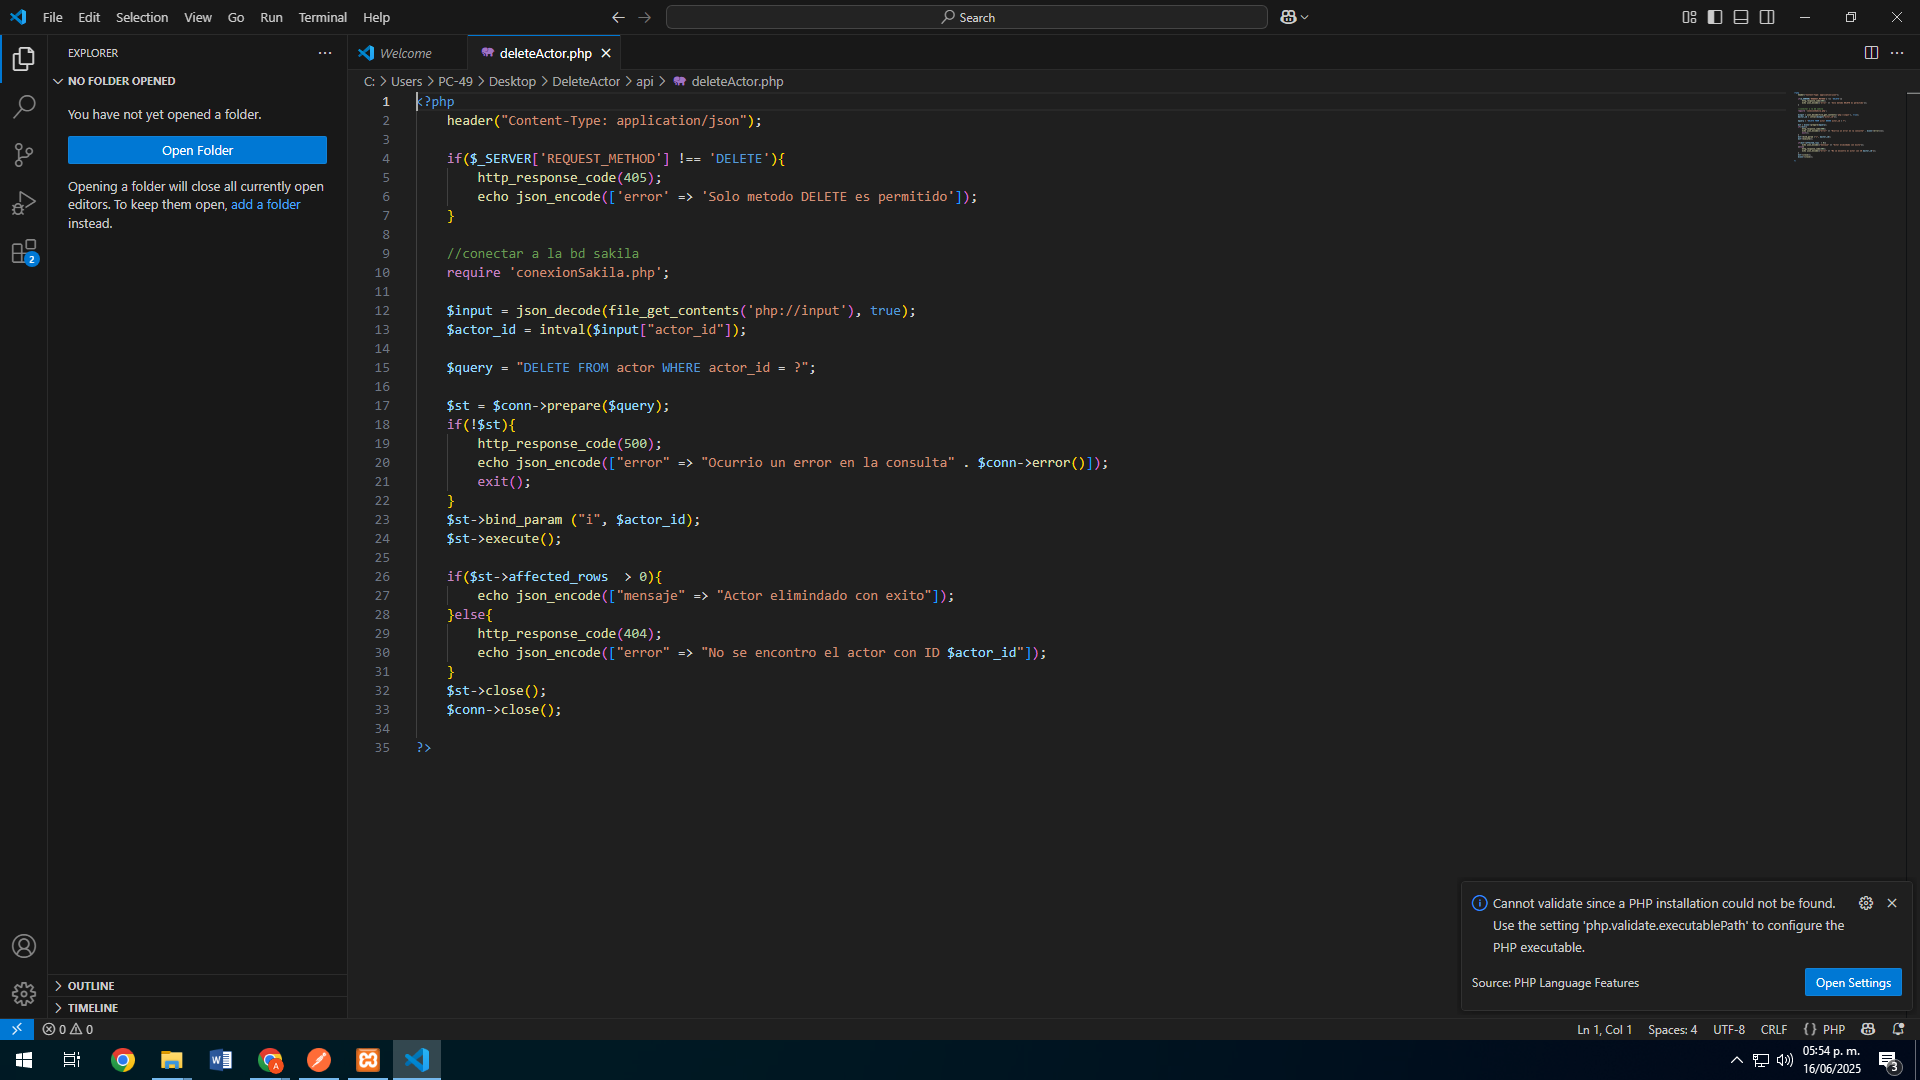 File Edit Selection View Go Run Terminal Help
Search
EXPLORER
NO FOLDER OPENED
You have not yet opened a folder.
Open Folder
Opening a folder will close all currently open
editors. To keep them open, add a folder
instead.
2
OUTLINE
TIMELINE
Welcome
deleteActor.php
C: > Users > PC-49 > Desktop > DeleteActor > api > deleteActor.php
1 <?php
2 header("Content-Type: application/json");
3
4 if($_SERVER['REQUEST_METHOD'] !== 'DELETE'){
5 http_response_code(405);
6 echo json_encode(['error' => 'Solo metodo DELETE es permitido']);
7 }
8
9 //conectar a la bd sakila
10 require 'conexionSakila.php';
11
12 $input = json_decode(file_get_contents('php://input'), true);
13 $actor_id = intval($input["actor_id"]);
14
15 $query = "DELETE FROM actor WHERE actor_id = ?";
16
17 $st = $conn->prepare($query);
18 if(!$st){
19 http_response_code(500);
20 echo json_encode(["error" => "Ocurrio un error en la consulta" . $conn->error()]);
21 exit();
22 }
23 $st->bind_param ("i", $actor_id);
24 $st->execute();
25
26 if($st->affected_rows  > 0){
27 echo json_encode(["mensaje" => "Actor elimindado con exito"]);
28 }else{
29 http_response_code(404);
30 echo json_encode(["error" => "No se encontro el actor con ID $actor_id"]);
31 }
32 $st->close();
33 $conn->close();
34
35 ?>
Cannot validate since a PHP installation could not be found.
Use the setting 'php.validate.executablePath' to configure the
PHP executable.
Source: PHP Language Features
Open Settings
0 0
Ln 1, Col 1 Spaces: 4 UTF-8 CRLF {} PHP
05:54 p. m.
16/06/2025
3